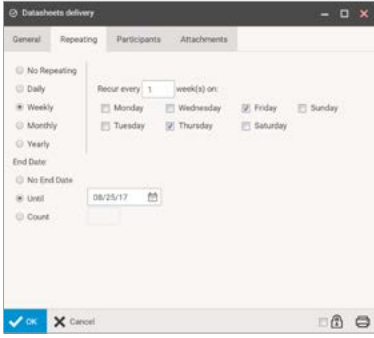 Datasheets delivery
General Repeating Participants Attachments
No Repeating
Daily Recur every 1 week(s) on:
Weekly Monday Wednesday Friday Sunday
Monthly Tuesday Thursday Saturday
Yearly
End Date
No End Date
Until 08/25/17
Count
OK Cancel